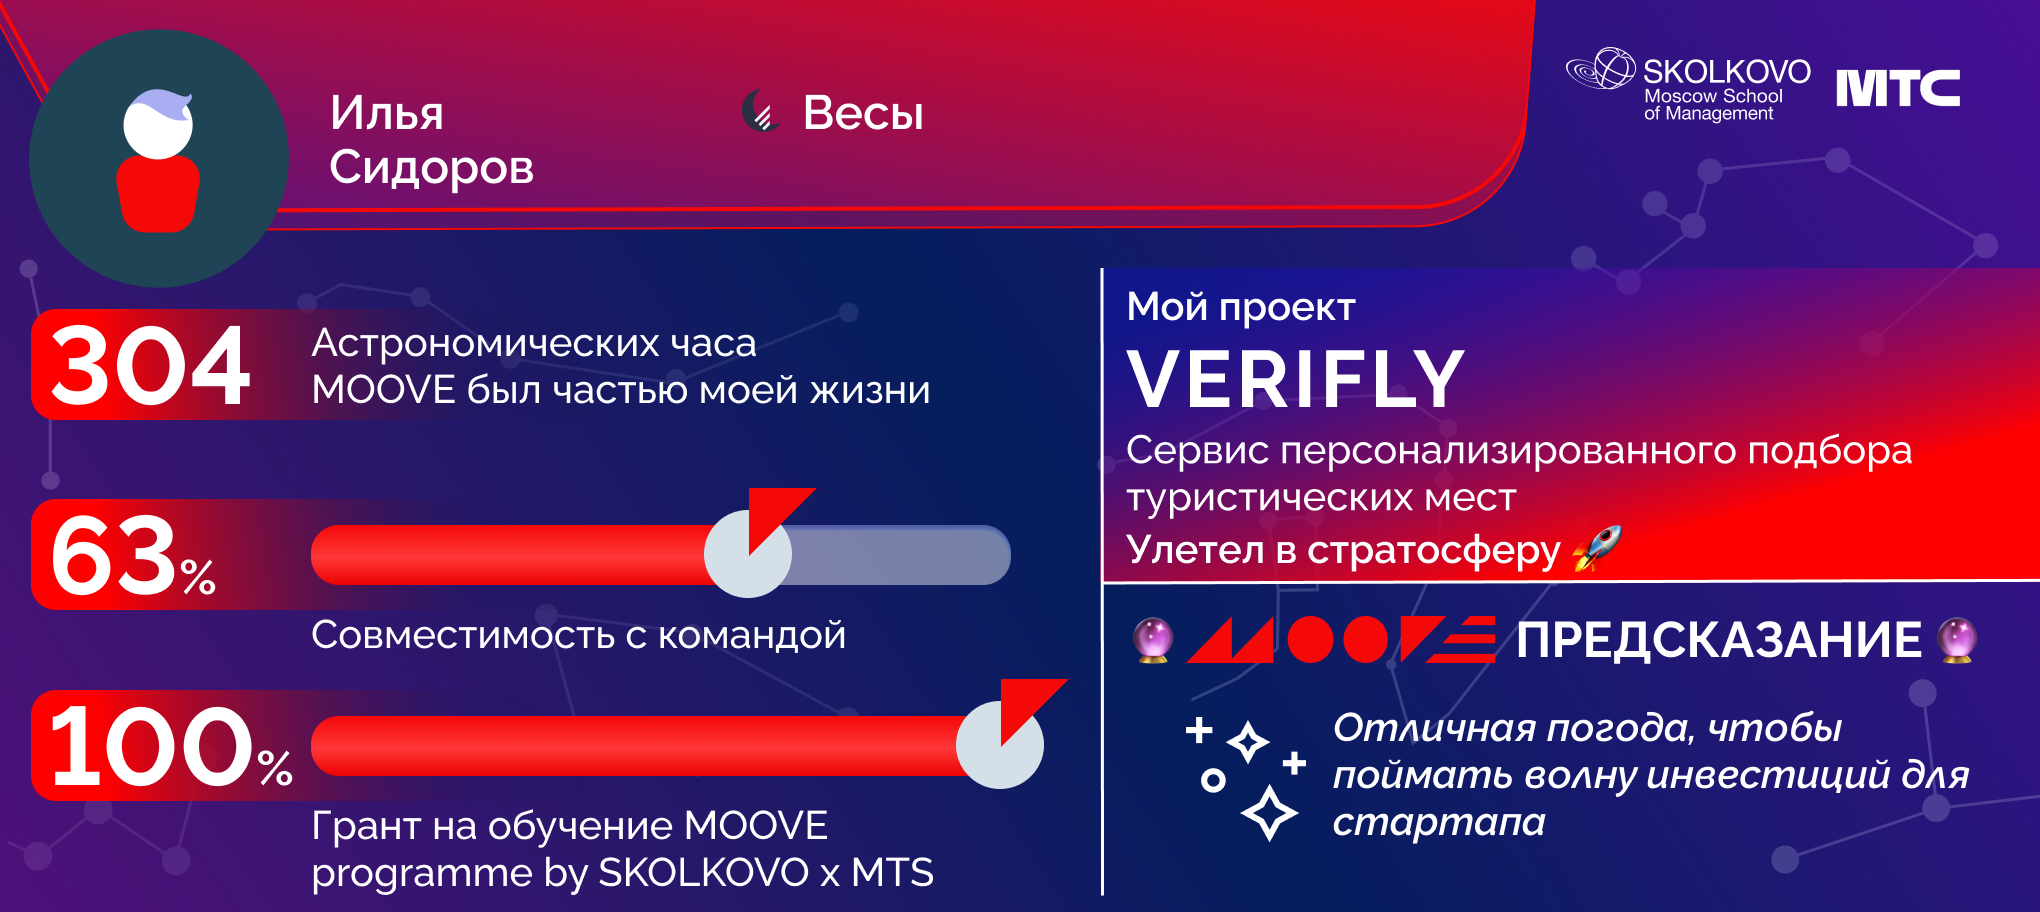 Илья
Сидоров
Весы
SKOLKOVO
Moscow School
of Management
МТС
304
Астрономических часа
MOOVE был частью моей жизни
63%
Совместимость с командой
100%
Грант на обучение MOOVE
programme by SKOLKOVO x MTS
Мой проект
VERIFLY
Сервис персонализированного подбора
туристических мест
Улетел в стратосферу 🚀
🔮 MOOVE ПРЕДСКАЗАНИЕ 🔮
Отличная погода, чтобы
поймать волну инвестиций для
стартапа